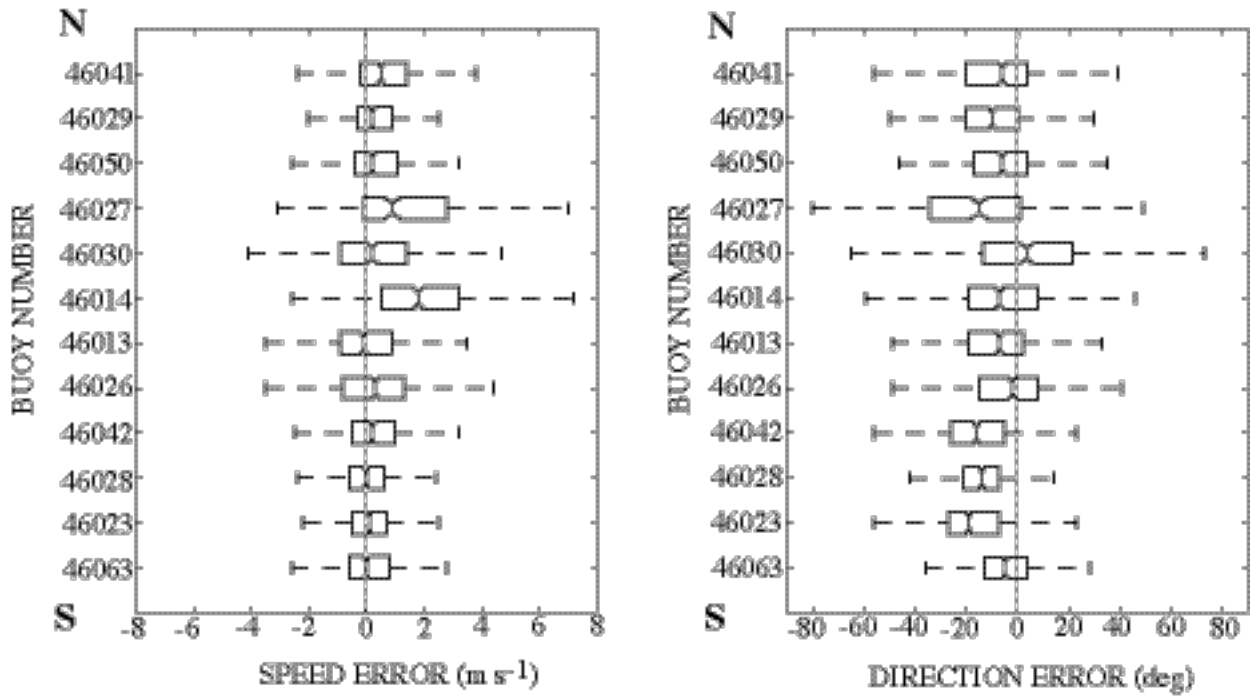 N
46041
46029
46050
46027
46030
46014
46013
46026
46042
46028
46023
46063
S
BUOY NUMBER
-8 -6 -4 -2 0 2 4 6 8
SPEED ERROR (m s-1)
N
46041
46029
46050
46027
46030
46014
46013
46026
46042
46028
46023
46063
S
BUOY NUMBER
-80 -60 -40 -20 0 20 40 60 80
DIRECTION ERROR (deg)